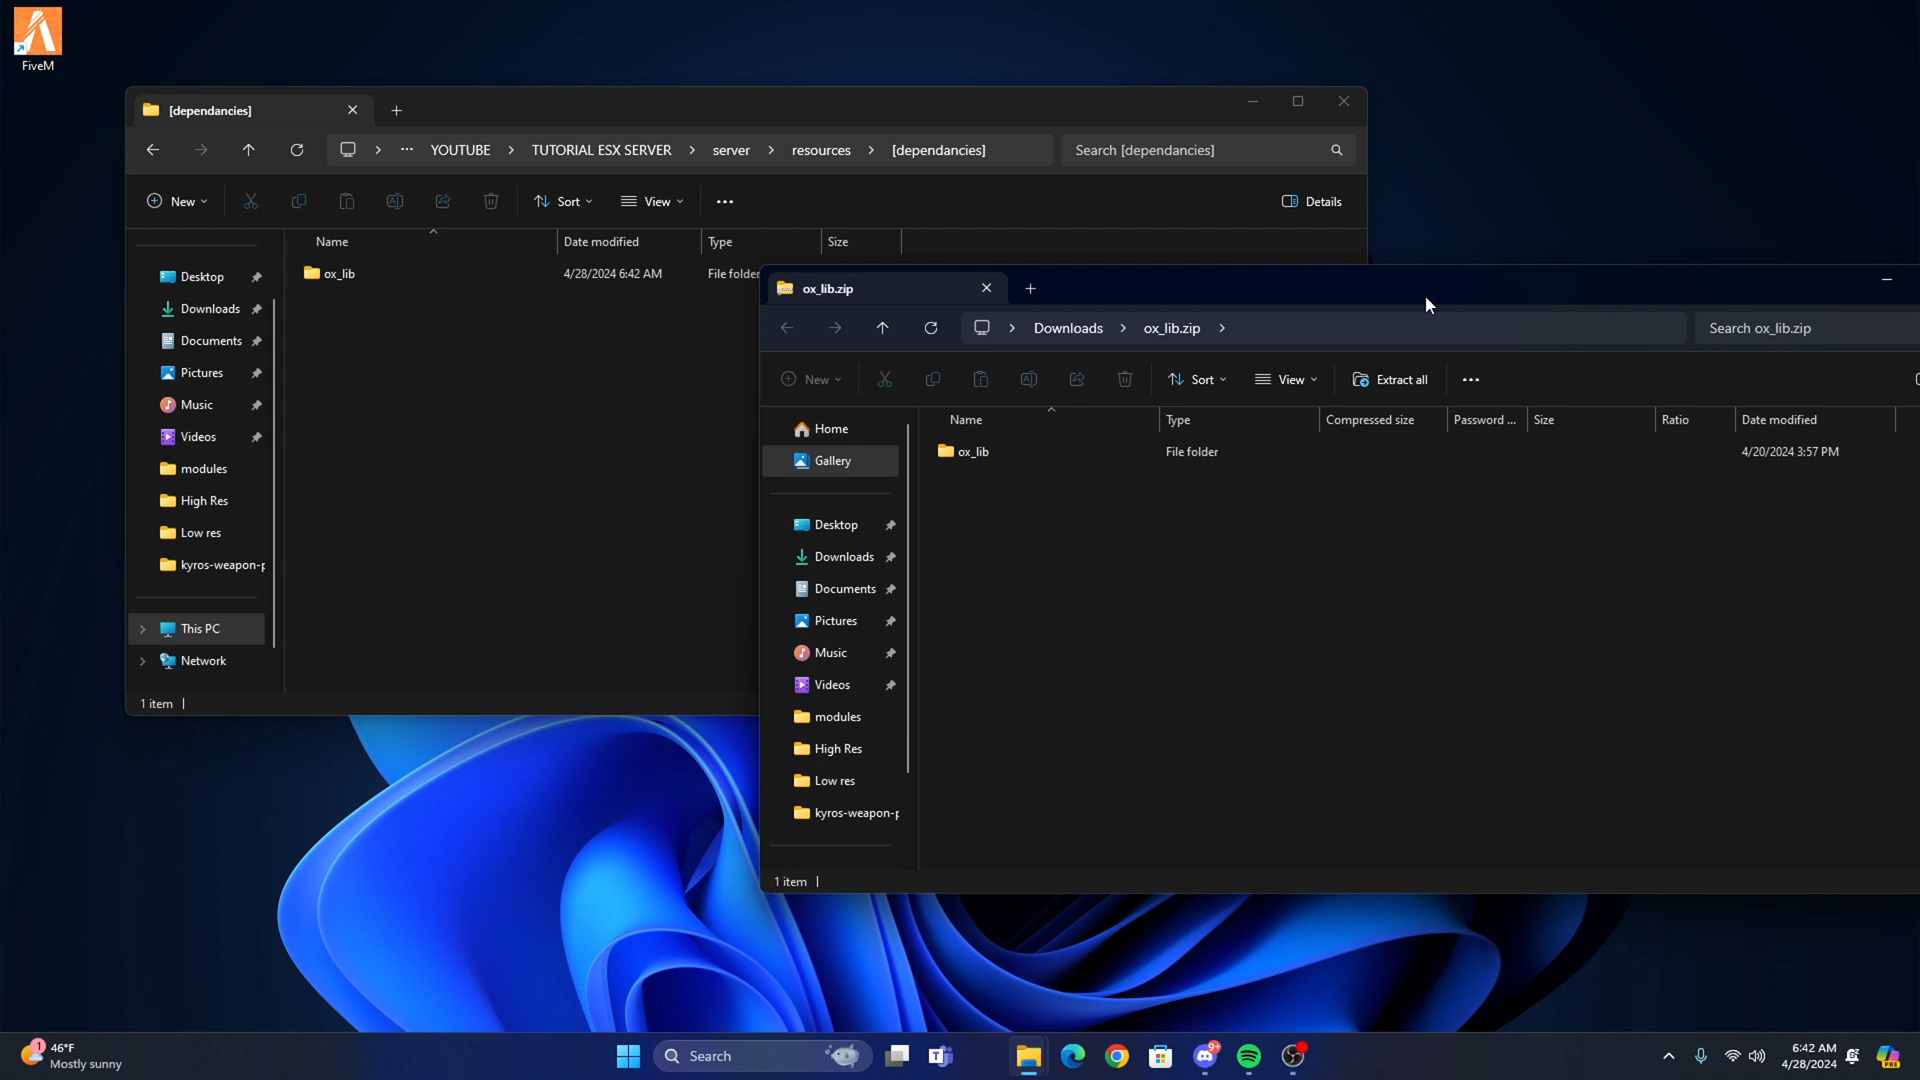 FiveM
[dependancies]
YOUTUBE > TUTORIAL ESX SERVER > server > resources > [dependancies]
Search [dependancies]
New
Sort
View
Details
Name
Date modified
Type
Size
ox_lib
4/28/2024 6:42 AM
File folder
Desktop
Downloads
Documents
Pictures
Music
Videos
modules
High Res
Low res
kyros-weapon-p
This PC
Network
1 item
ox_lib.zip
Downloads > ox_lib.zip >
Search ox_lib.zip
New
Sort
View
Extract all
Name
Type
Compressed size
Password ...
Size
Ratio
Date modified
ox_lib
File folder
4/20/2024 3:57 PM
Home
Gallery
Desktop
Downloads
Documents
Pictures
Music
Videos
modules
High Res
Low res
kyros-weapon-p
1 item
1
46°F
Mostly sunny
Search
9+
6:42 AM
4/28/2024
PRE